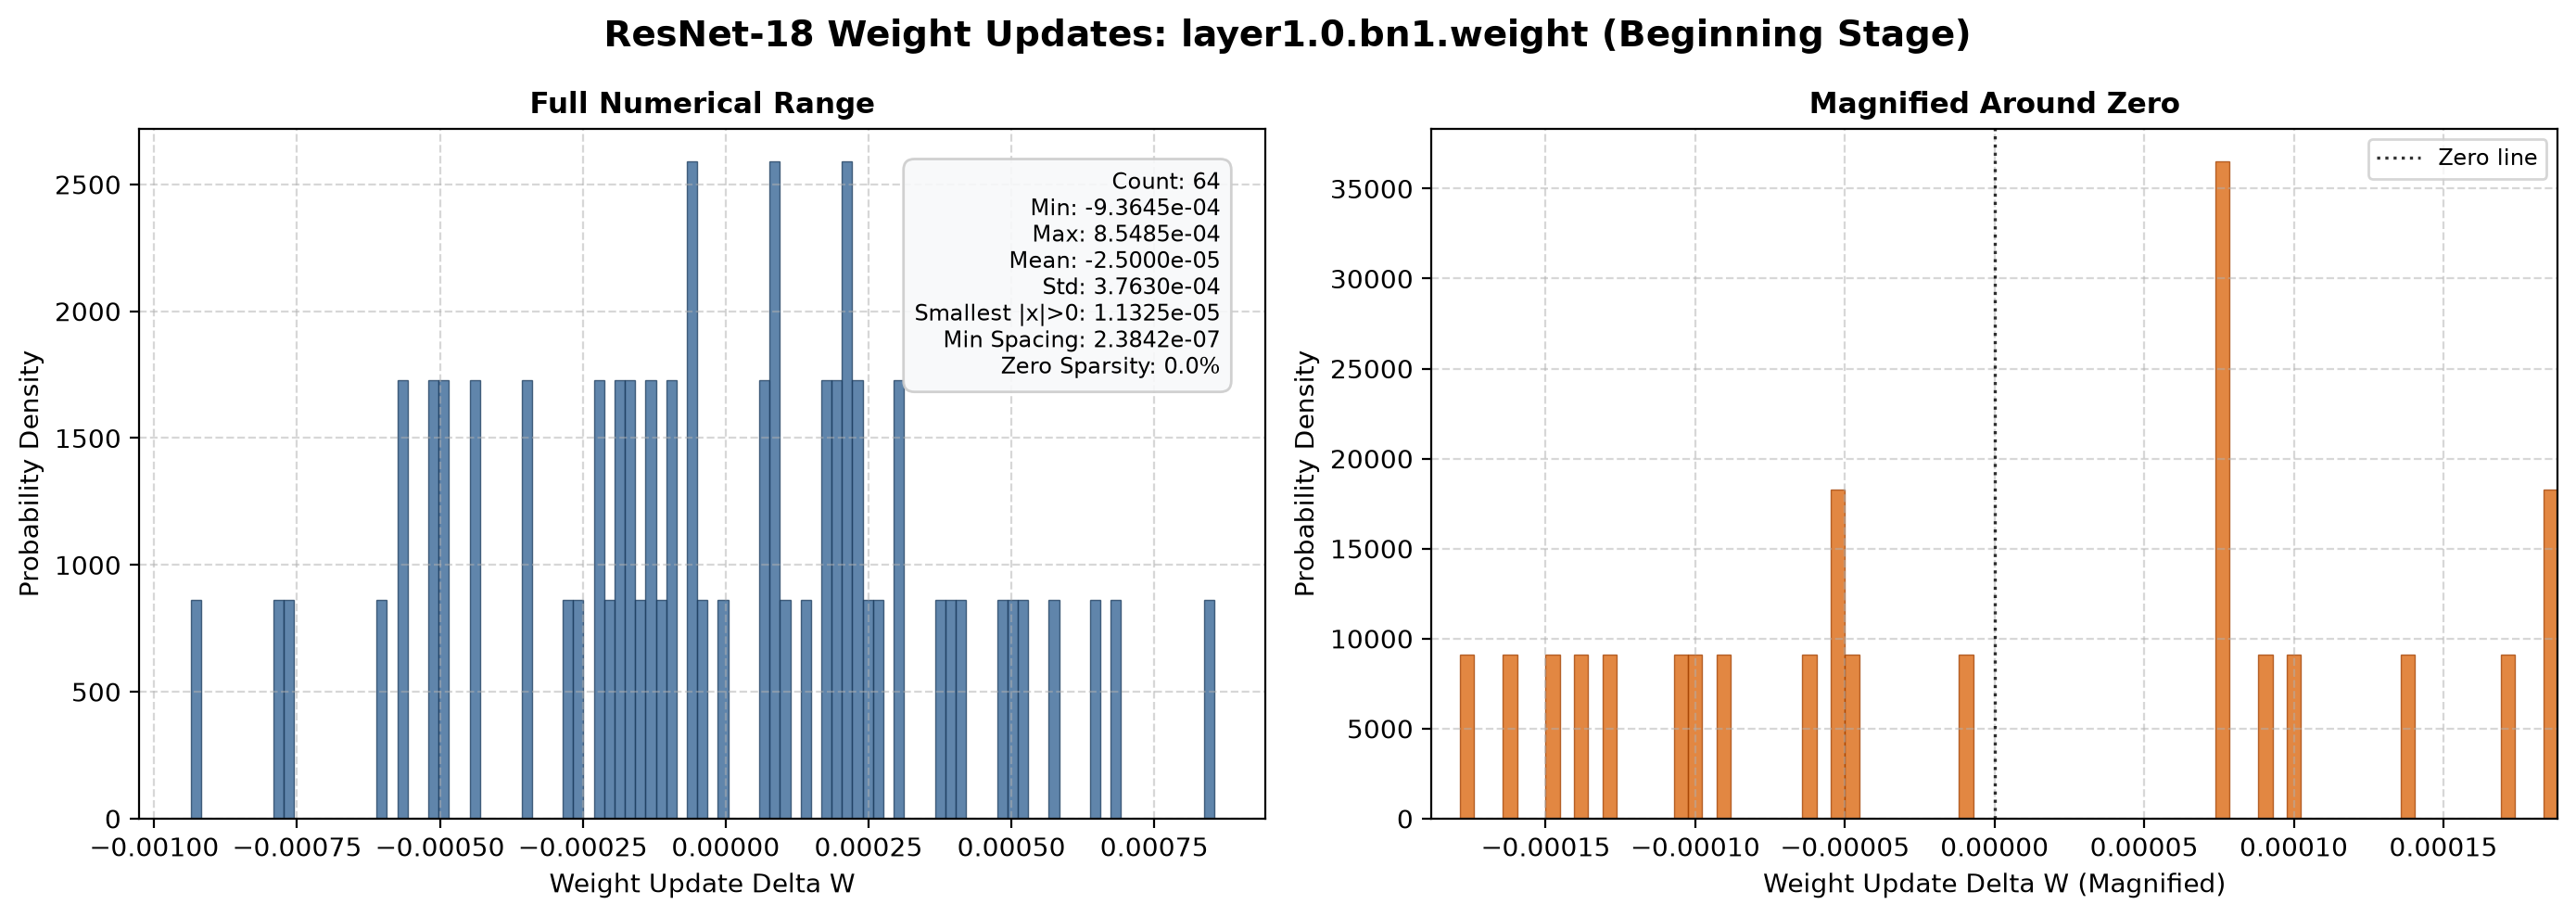 ResNet-18 Weight Updates: layer1.0.bn1.weight (Beginning Stage)
Full Numerical Range
Probability Density
2500
2000
1500
1000
500
0
Count: 64
Min: -9.3645e-04
Max: 8.5485e-04
Mean: -2.5000e-05
Std: 3.7630e-04
Smallest |x|>0: 1.1325e-05
Min Spacing: 2.3842e-07
Zero Sparsity: 0.0%
−0.00100 −0.00075 −0.00050 −0.00025 0.00000 0.00025 0.00050 0.00075
Weight Update Delta W
Magnified Around Zero
Zero line
Probability Density
35000
30000
25000
20000
15000
10000
5000
0
−0.00015 −0.00010 −0.00005 0.00000 0.00005 0.00010 0.00015
Weight Update Delta W (Magnified)